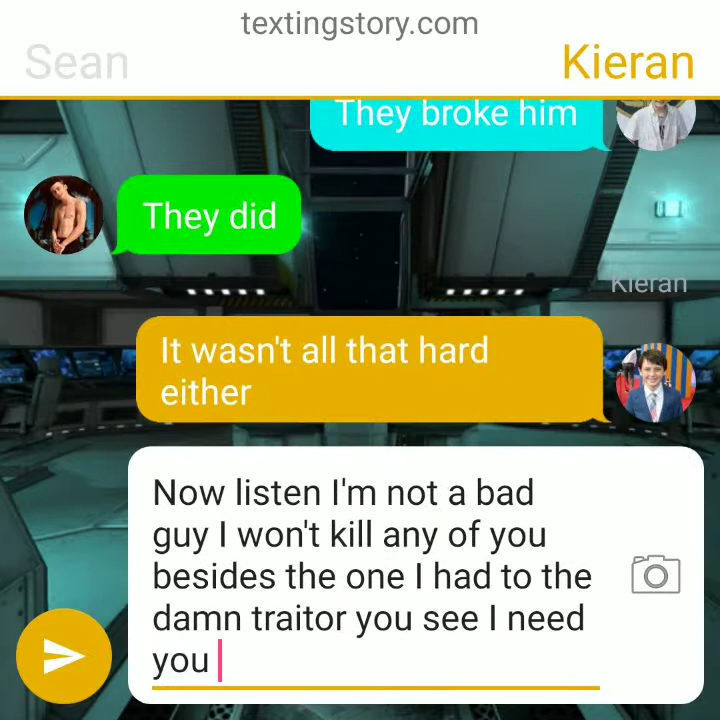 textingstory.com
Sean
Kieran
They broke him
They did
Kieran
It wasn't all that hard
either
Now listen I'm not a bad
guy I won't kill any of you
besides the one I had to the
damn traitor you see I need
you